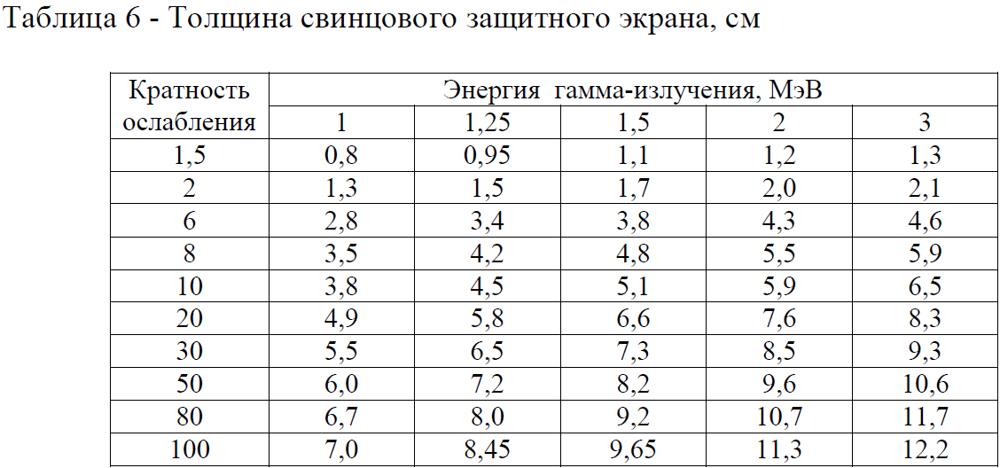 Таблица 6 - Толщина свинцового защитного экрана, см
Кратность ослабления Энергия гамма-излучения, МэВ
1 1,25 1,5 2 3
1,5 0,8 0,95 1,1 1,2 1,3
2 1,3 1,5 1,7 2,0 2,1
6 2,8 3,4 3,8 4,3 4,6
8 3,5 4,2 4,8 5,5 5,9
10 3,8 4,5 5,1 5,9 6,5
20 4,9 5,8 6,6 7,6 8,3
30 5,5 6,5 7,3 8,5 9,3
50 6,0 7,2 8,2 9,6 10,6
80 6,7 8,0 9,2 10,7 11,7
100 7,0 8,45 9,65 11,3 12,2